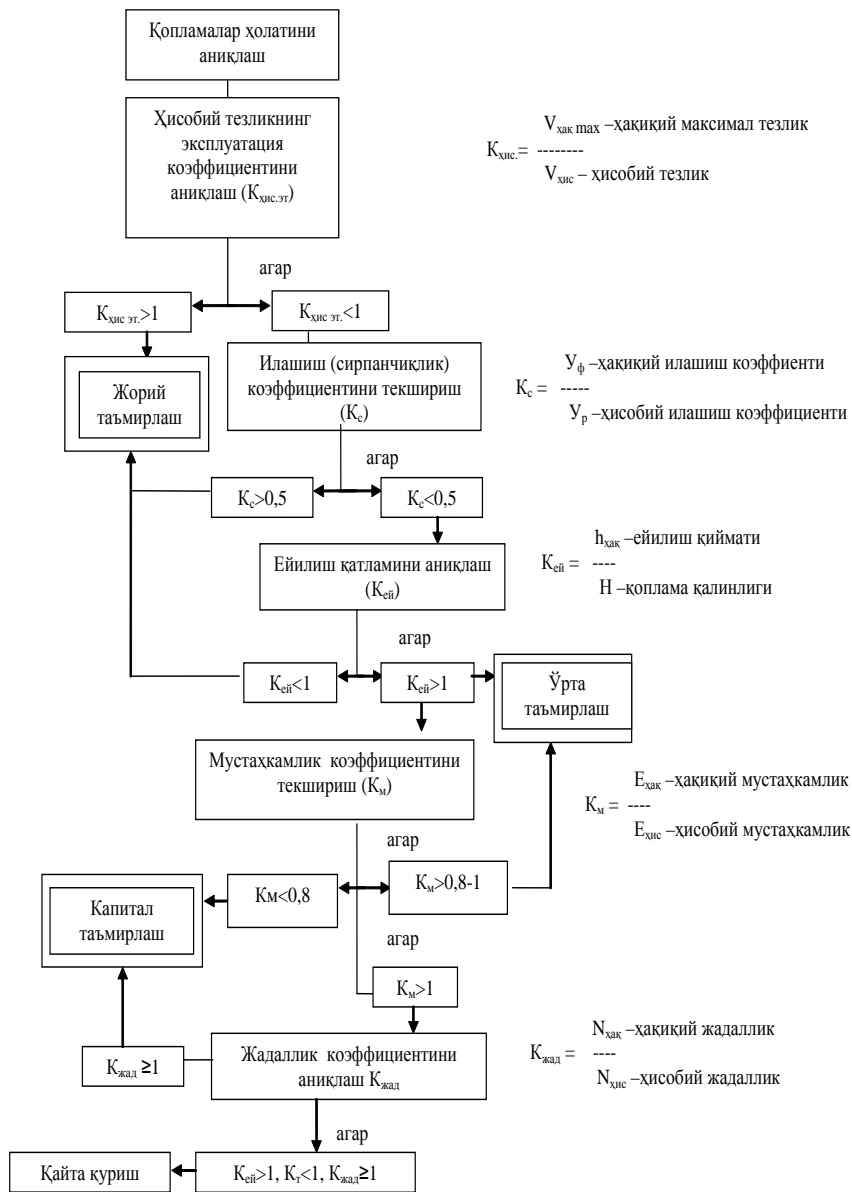 Қопламалар ҳолатини
аниқлаш
Ҳисобий тезликнинг
эксплуатация
коэффициентини
аниқлаш (Кҳис.эт)
Vҳақ max –ҳақиқий максимал тезлик
Кҳис.= --------
Vҳис – ҳисобий тезлик
агар
Кҳис эт.>1
Кҳис эт.<1
Жорий
таъмирлаш
Илашиш (сирпанчиқлик)
коэффициентини текшириш
(Кс)
Уф –ҳақиқий илашиш коэффиенти
Кс = -----
Ур –ҳисобий илашиш коэффициенти
агар
Кс>0,5
Кс<0,5
Ейилиш қатламини аниқлаш
(Кей)
hҳақ –ейилиш қиймати
Кей = ----
Н –қоплама қалинлиги
агар
Кей<1
Кей>1
Ўрта
таъмирлаш
Мустаҳкамлик коэффициентини
текшириш (Км)
Еҳақ –ҳақиқий мустаҳкамлик
Км = ----
Еҳис –ҳисобий мустаҳкамлик
агар
Км<0,8
Км>0,8-1
Капитал
таъмирлаш
агар
Км>1
Кжад ≥1
Жадаллик коэффициентини
аниқлаш Кжад
Nҳақ –ҳақиқий жадаллик
Кжад = ----
Nҳис –ҳисобий жадаллик
агар
Қайта қуриш
Кей>1, Кт<1, Кжад≥1